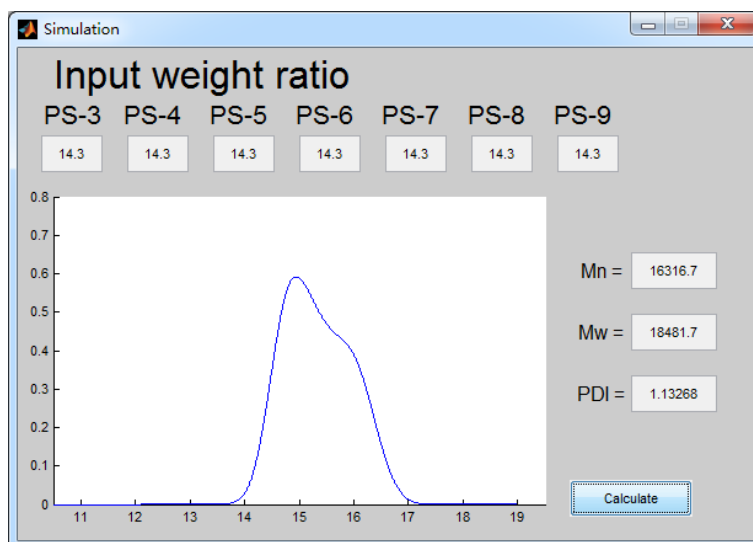 Simulation
Input weight ratio
PS-3 PS-4 PS-5 PS-6 PS-7 PS-8 PS-9
14.3 14.3 14.3 14.3 14.3 14.3 14.3
0.8
0.7
0.6
0.5
0.4
0.3
0.2
0.1
0
11 12 13 14 15 16 17 18 19
Mn = 16316.7
Mw = 18481.7
PDI = 1.13268
Calculate